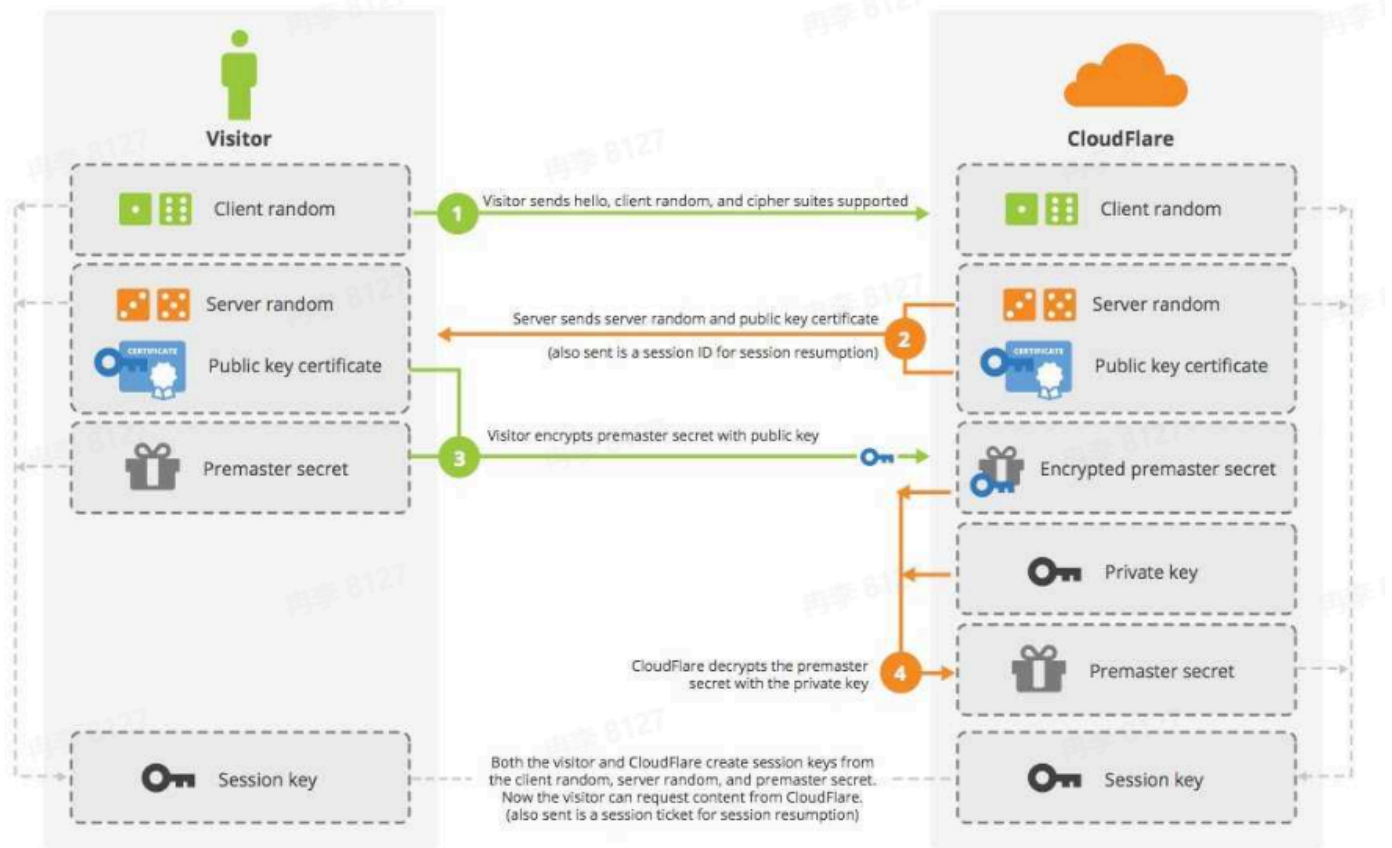 Visitor
CloudFlare
Client random
1
Visitor sends hello, client random, and cipher suites supported
Client random
Server random
Server sends server random and public key certificate
2
(also sent is a session ID for session resumption)
Server random
CERTIFICATE
Public key certificate
CERTIFICATE
Public key certificate
Premaster secret
3
Visitor encrypts premaster secret with public key
Encrypted premaster secret
Private key
CloudFlare decrypts the premaster
secret with the private key
4
Premaster secret
Session key
Both the visitor and CloudFlare create session keys from
the client random, server random, and premaster secret.
Now the visitor can request content from CloudFlare.
(also sent is a session ticket for session resumption)
Session key
冉李 8127